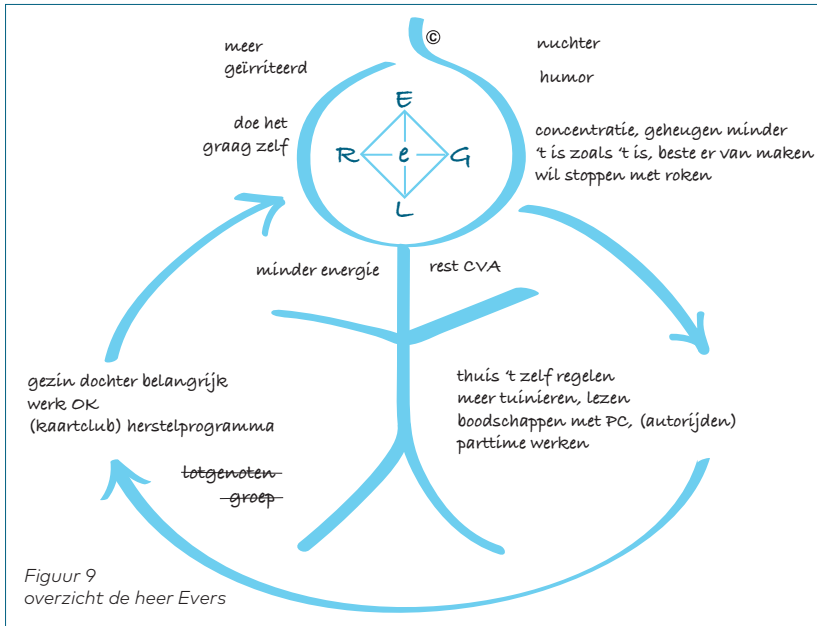 ©
meer
geïrriteerd
nuchter
humor
doe het
graag zelf
concentratie, geheugen minder
't is zoals 't is, beste er van maken
wil stoppen met roken
E
R e G
L
minder energie
rest CVA
gezin dochter belangrijk
werk OK
(kaartclub) herstelprogramma
lotgenoten
groep
thuis 't zelf regelen
meer tuinieren, lezen
boodschappen met PC, (autorijden)
parttime werken
Figuur 9
overzicht de heer Evers